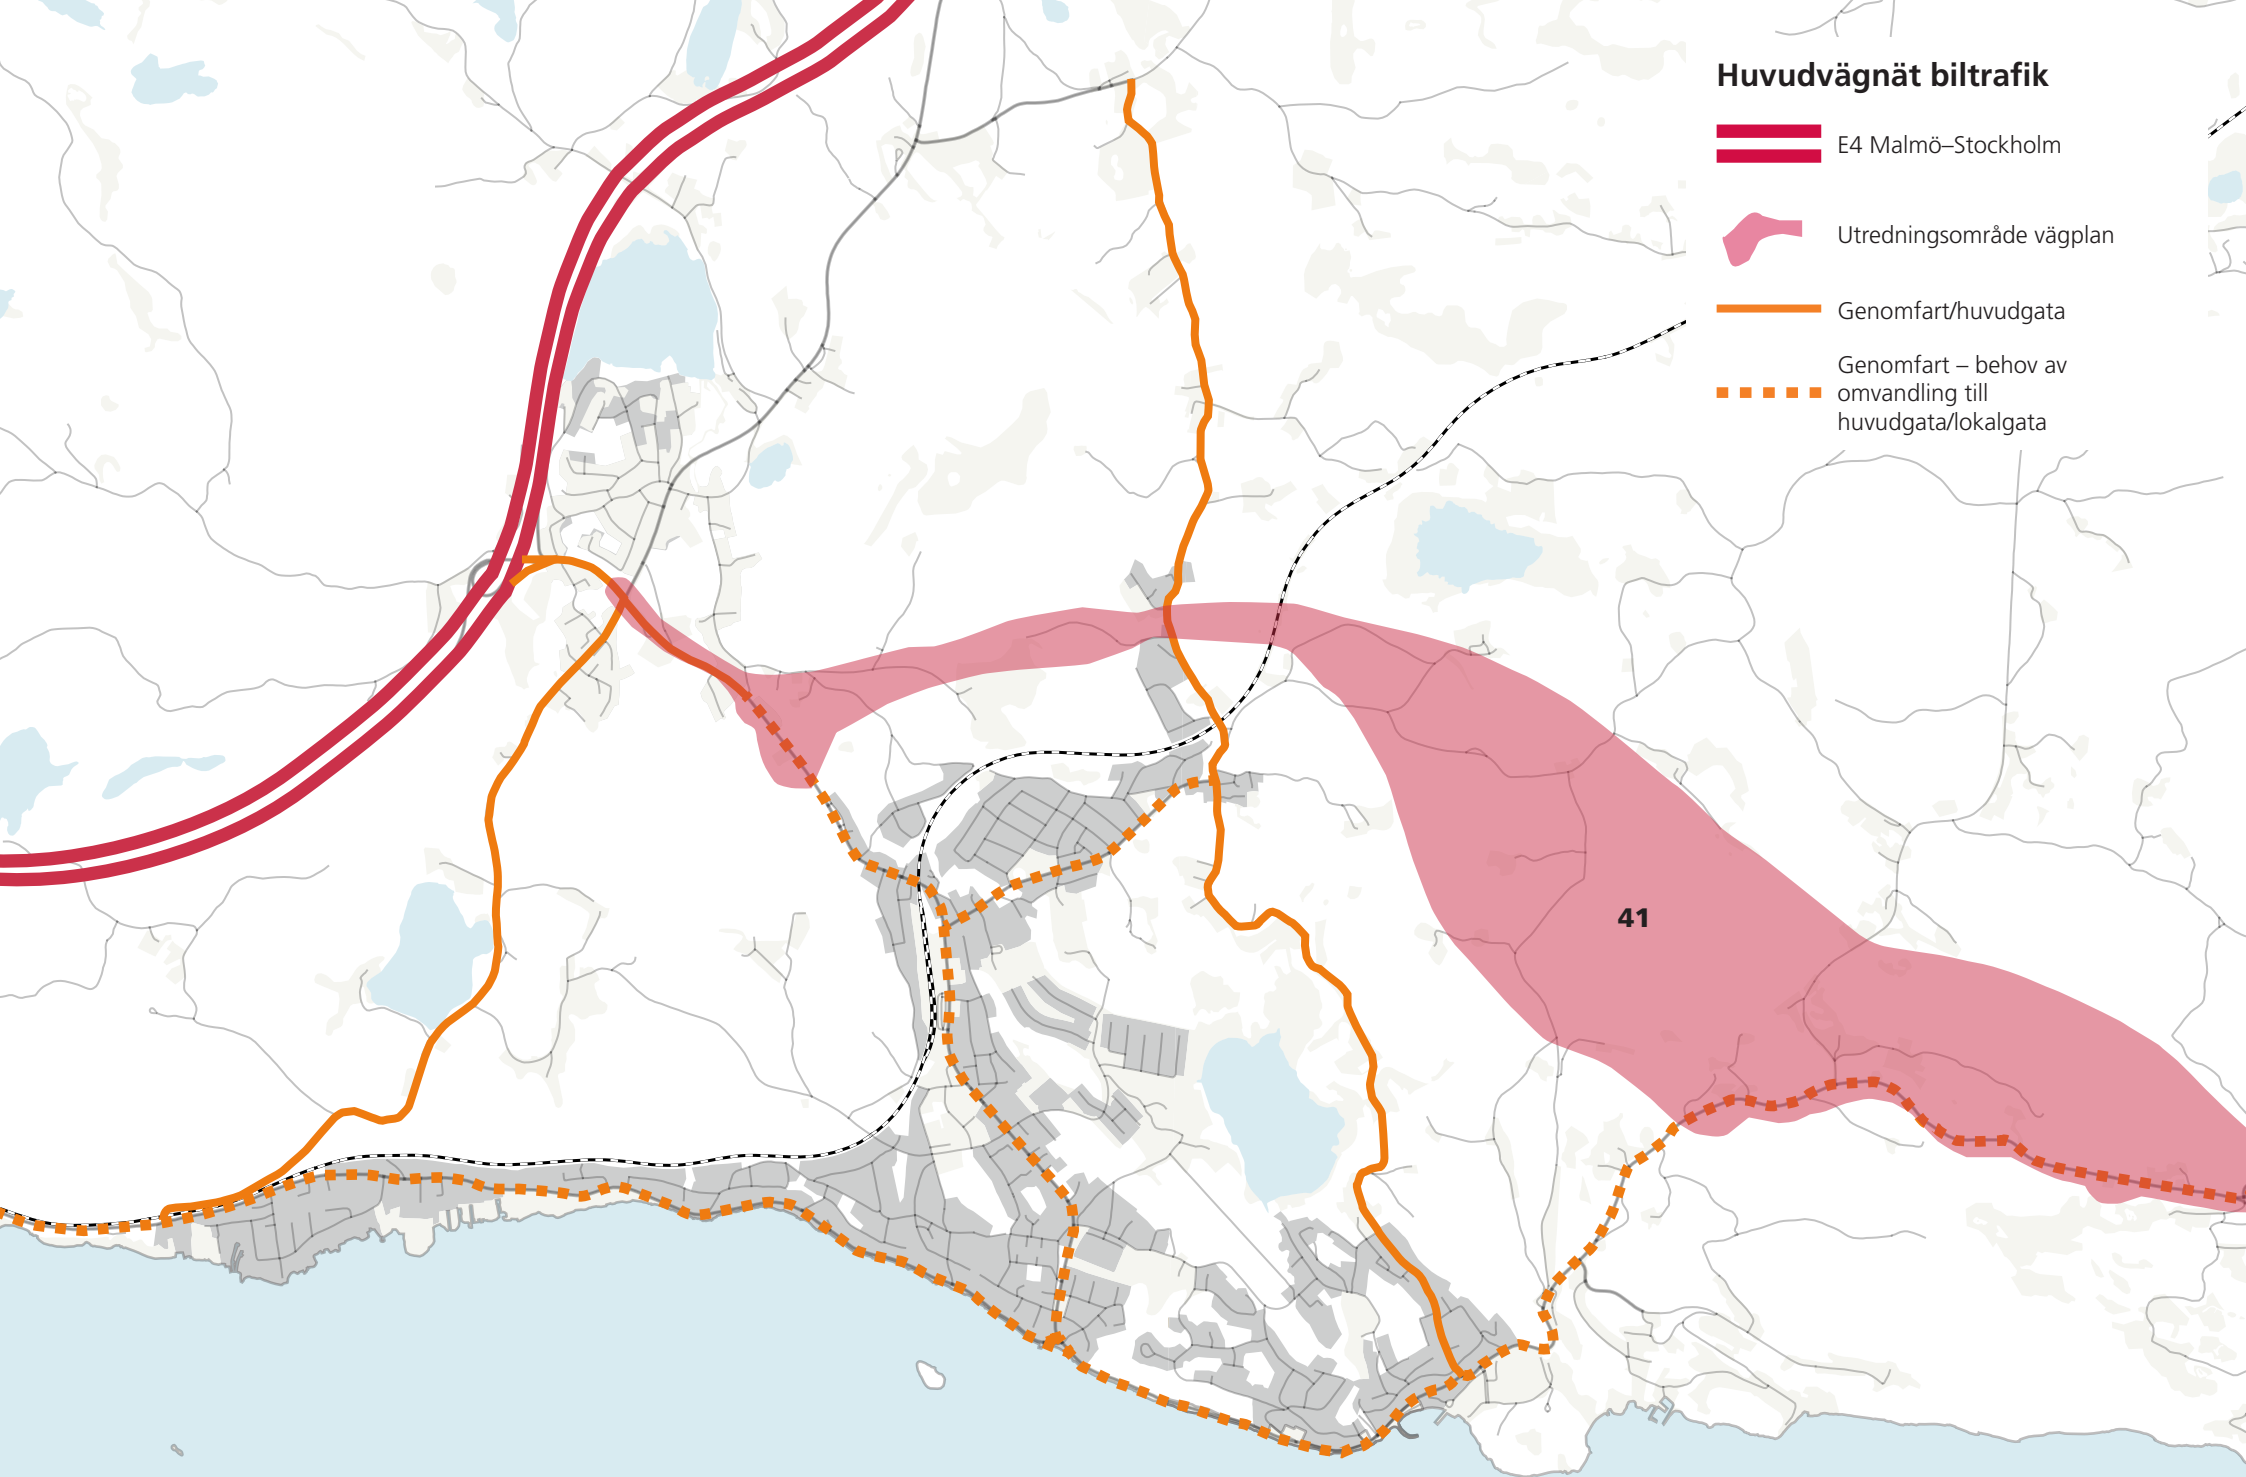 Huvudvägnät biltrafik
E4 Malmö–Stockholm
Utredningsområde vägplan
Genomfart/huvudgata
Genomfart – behov av
omvandling till
huvudgata/lokalgata
41